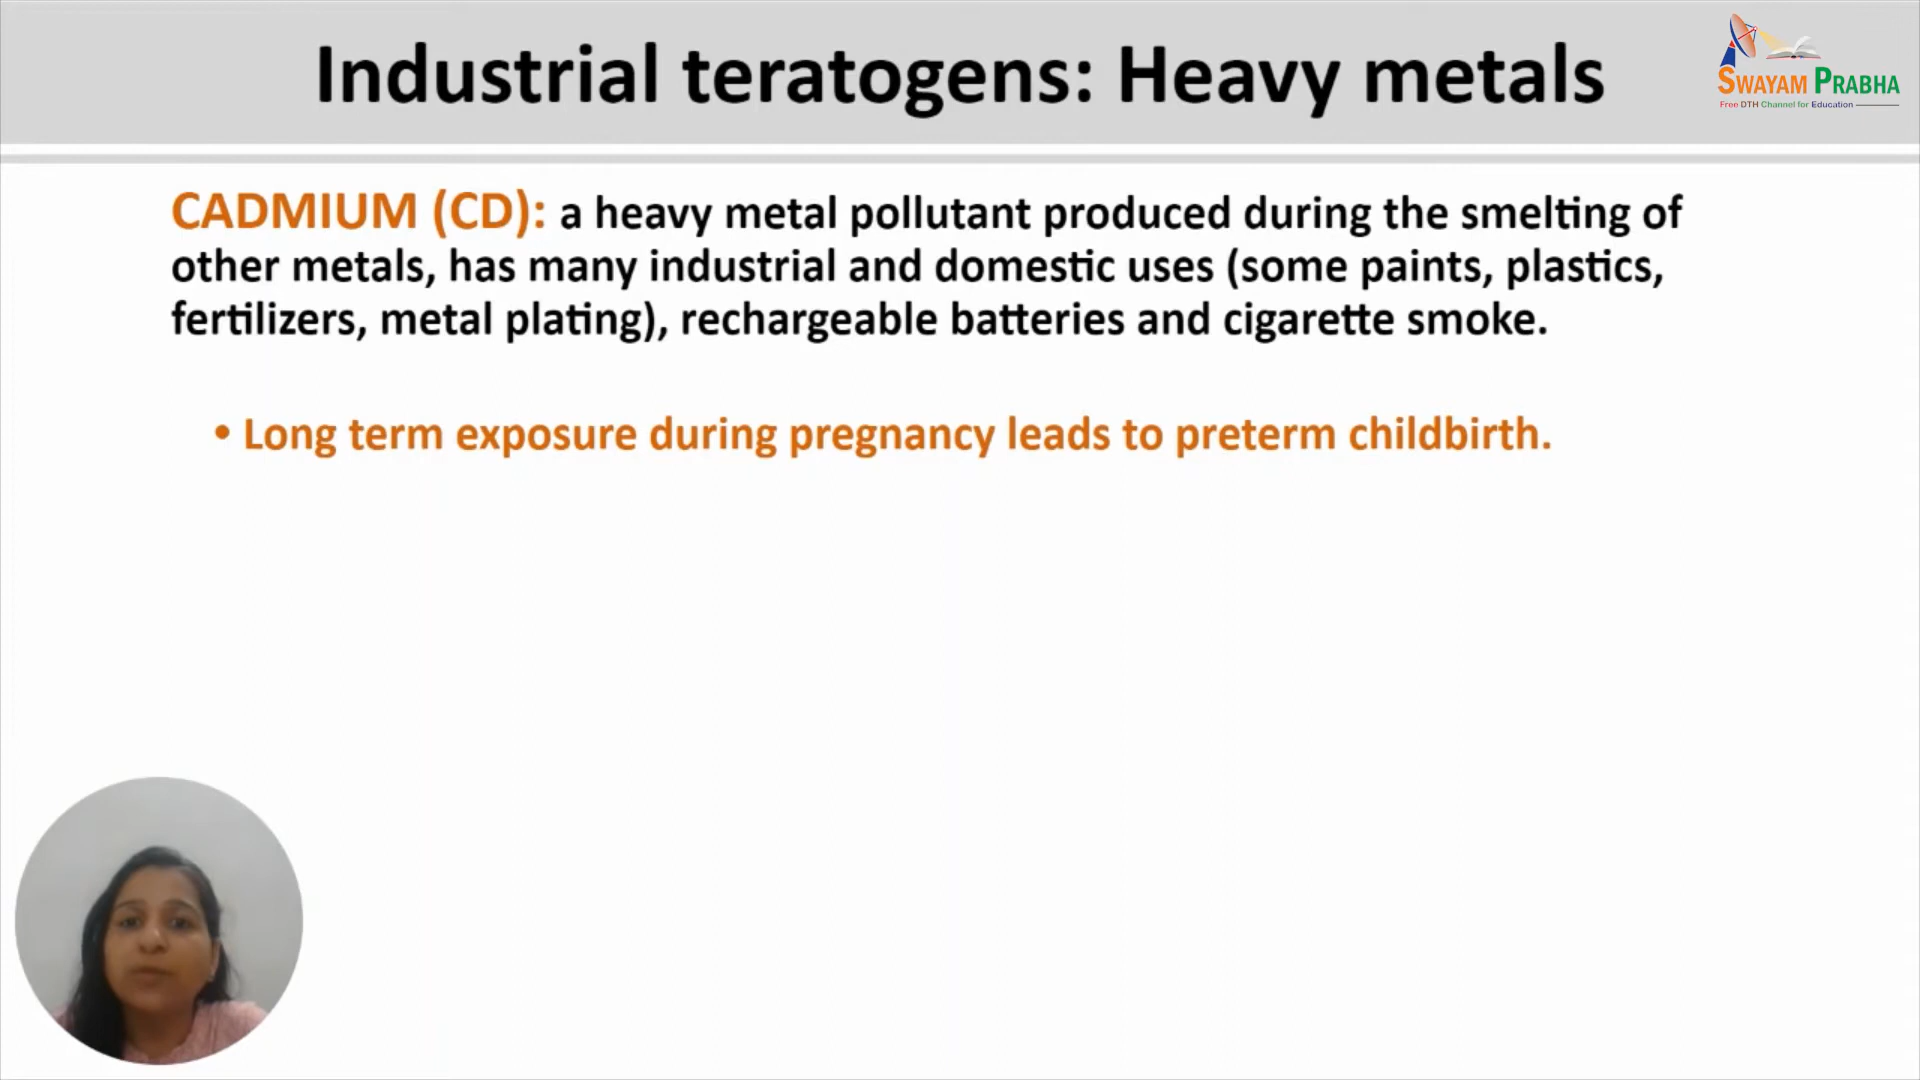 Industrial teratogens: Heavy metals
SWAYAM PRABHA
Free DTH Channel for Education
CADMIUM (CD): a heavy metal pollutant produced during the smelting of
other metals, has many industrial and domestic uses (some paints, plastics,
fertilizers, metal plating), rechargeable batteries and cigarette smoke.
• Long term exposure during pregnancy leads to preterm childbirth.